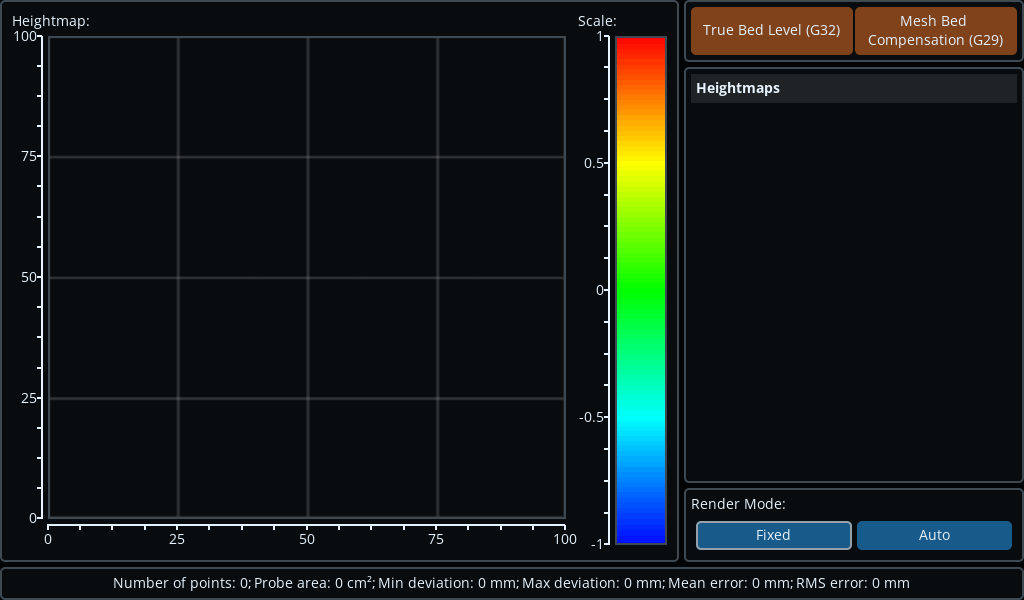 Heightmap:
100
75
50
25
0
0 25 50 75 100
Scale:
1
0.5
0
-0.5
-1
True Bed Level (G32)
Mesh Bed
Compensation (G29)
Heightmaps
Render Mode:
Fixed
Auto
Number of points: 0; Probe area: 0 cm²; Min deviation: 0 mm; Max deviation: 0 mm; Mean error: 0 mm; RMS error: 0 mm